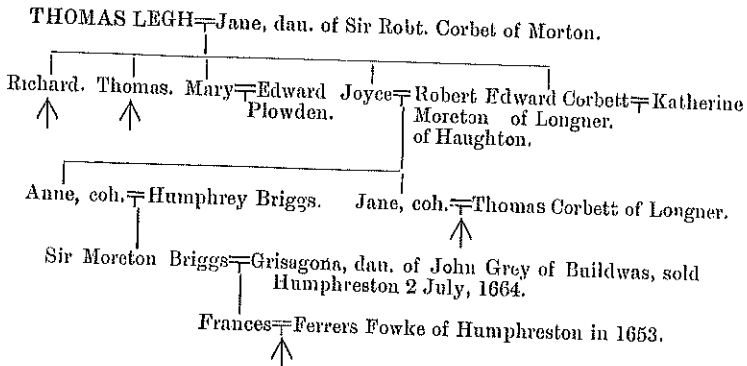 THOMAS LEGH=Jane, dau. of Sir Robt. Corbet of Morton.
Richard. Thomas. Mary=Edward Plowden. Joyce=Robert Moreton of Haughton. Edward Corbett of Longner.=Katherine
Anne, coh.=Humphrey Briggs. Jane, coh.=Thomas Corbett of Longner.
Sir Moreton Briggs=Grisagona, dau. of John Grey of Buildwas, sold
Humphreston 2 July, 1664.
Frances=Ferrers Fowke of Humphreston in 1653.